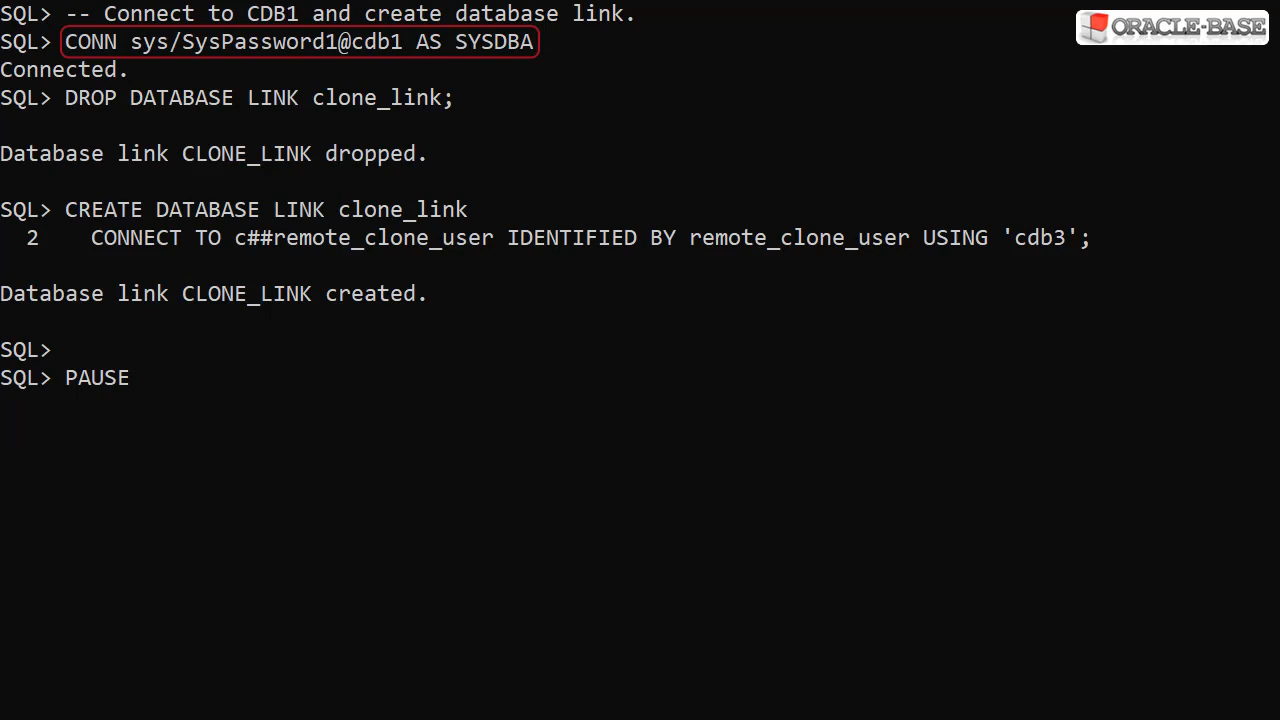 SQL> -- Connect to CDB1 and create database link.
SQL> CONN sys/SysPassword1@cdb1 AS SYSDBA
Connected.
SQL> DROP DATABASE LINK clone_link;
Database link CLONE_LINK dropped.
SQL> CREATE DATABASE LINK clone_link
  2    CONNECT TO c##remote_clone_user IDENTIFIED BY remote_clone_user USING 'cdb3';
Database link CLONE_LINK created.
SQL>
SQL> PAUSE
ORACLE-BASE